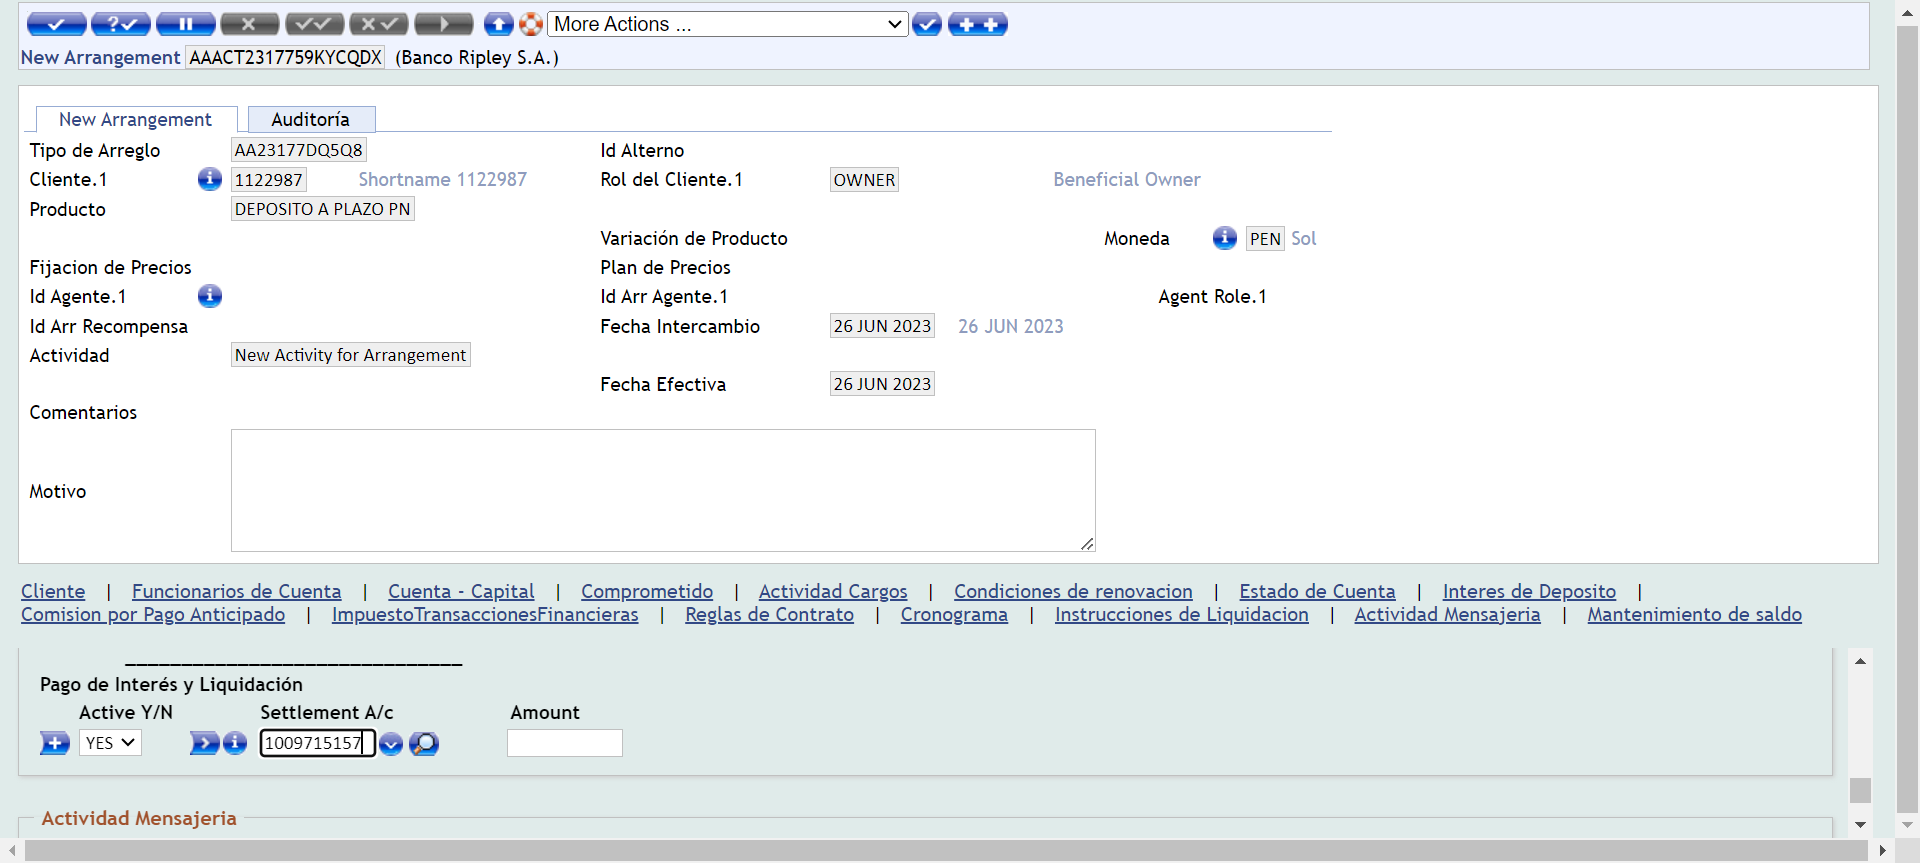 More Actions ...
New Arrangement AAACT2317759KYCQDX (Banco Ripley S.A.)
New Arrangement Auditoría
Tipo de Arreglo AA23177DQ5Q8 Id Alterno
Cliente.1 1122987 Shortname 1122987 Rol del Cliente.1 OWNER Beneficial Owner
Producto DEPOSITO A PLAZO PN
Variación de Producto Moneda PEN Sol
Fijacion de Precios Plan de Precios
Id Agente.1 Id Arr Agente.1 Agent Role.1
Id Arr Recompensa Fecha Intercambio 26 JUN 2023 26 JUN 2023
Actividad New Activity for Arrangement
Fecha Efectiva 26 JUN 2023
Comentarios
Motivo
Cliente | Funcionarios de Cuenta | Cuenta - Capital | Comprometido | Actividad Cargos | Condiciones de renovacion | Estado de Cuenta | Interes de Deposito |
Comision por Pago Anticipado | ImpuestoTransaccionesFinancieras | Reglas de Contrato | Cronograma | Instrucciones de Liquidacion | Actividad Mensajeria | Mantenimiento de saldo
______________________________
Pago de Interés y Liquidación
Active Y/N Settlement A/c Amount
YES 1009715157
Actividad Mensajeria